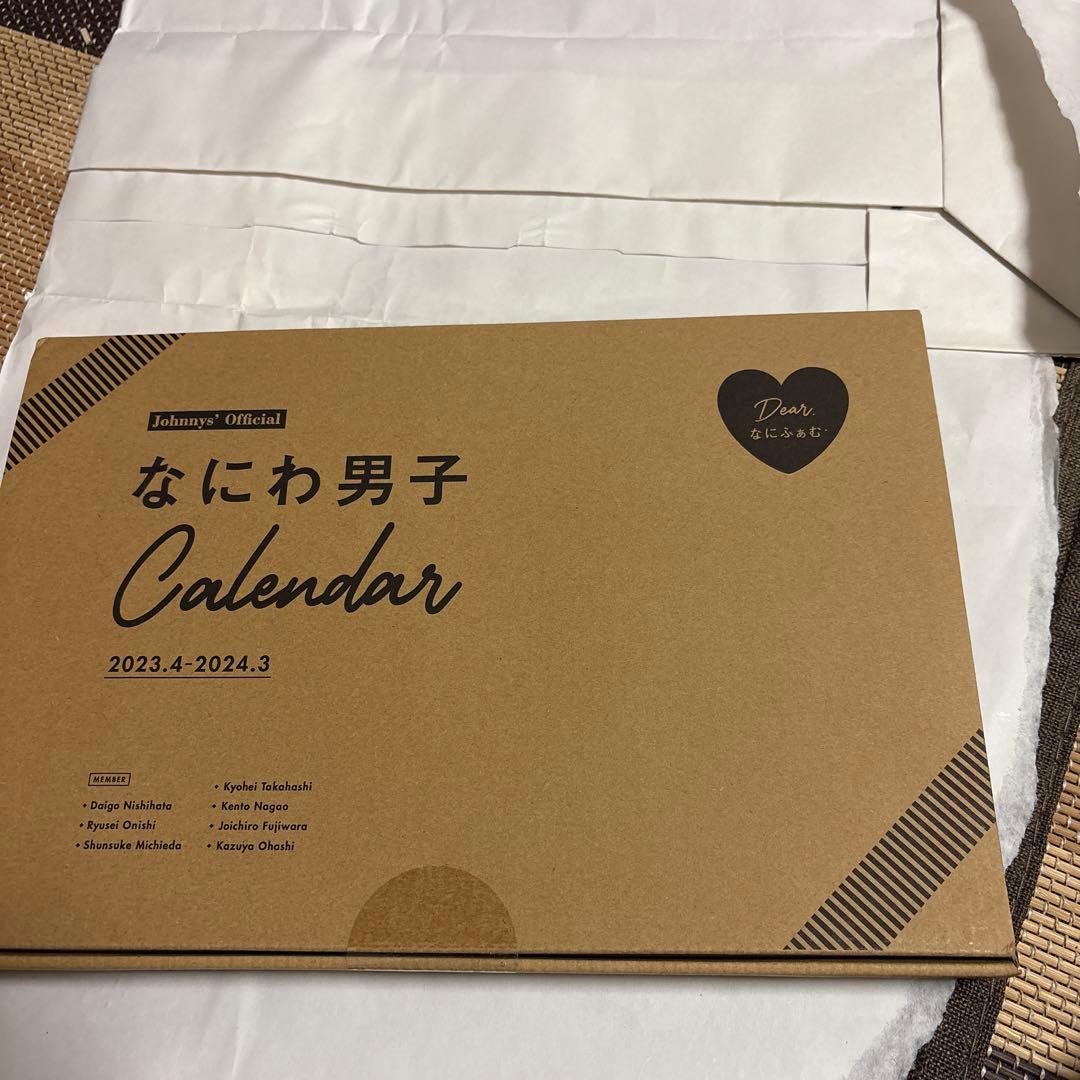 Johnnys' Official
なにわ男子
Calendar
2023.4-2024.3
Dear.
なにふぁむ
MEMBER
• Daigo Nishihata
• Ryusei Onishi
• Shunsuke Michieda
• Kyohei Takahashi
• Kento Nagao
• Joichiro Fujiwara
• Kazuya Ohashi